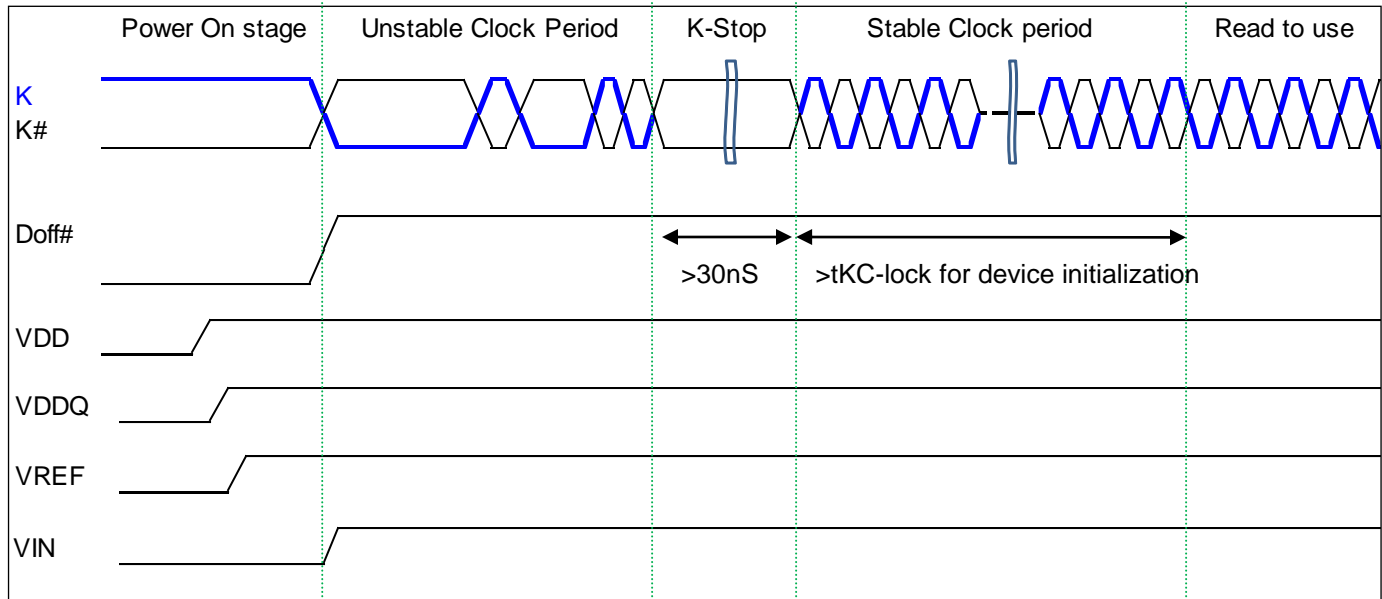 Power On stage Unstable Clock Period K-Stop Stable Clock period Read to use
K
K#
Doff#
>30nS >tKC-lock for device initialization
VDD
VDDQ
VREF
VIN